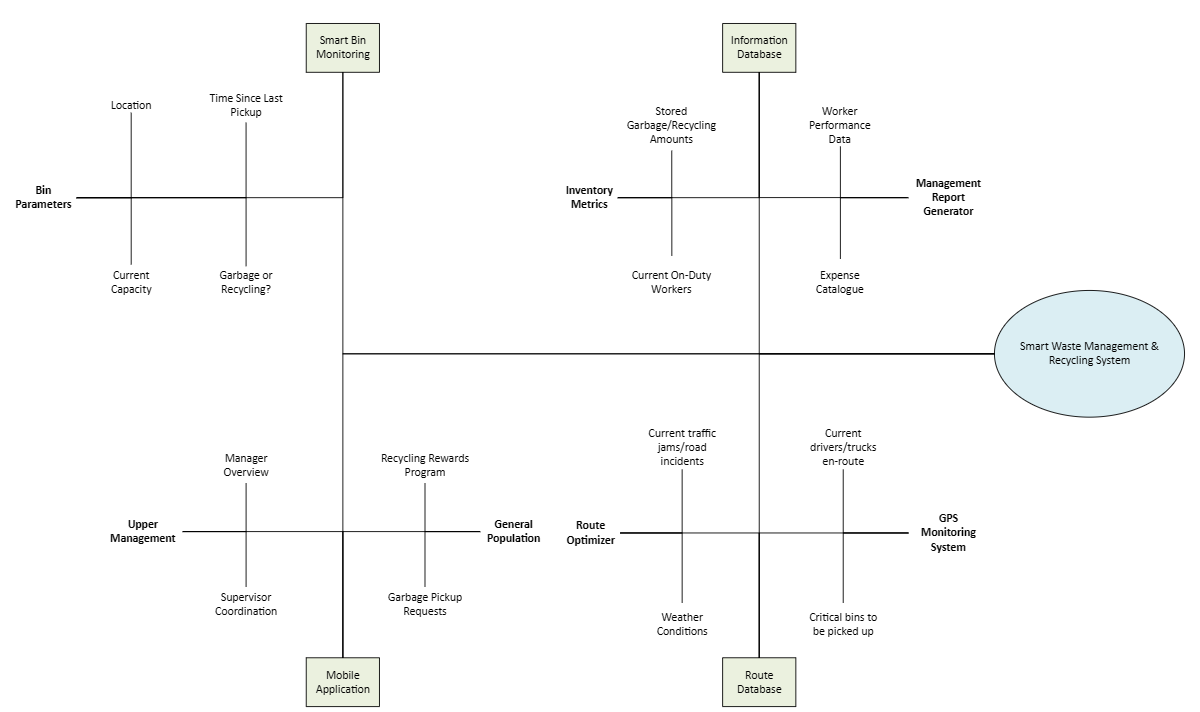 Smart Bin
Monitoring
Information
Database
Location
Time Since Last
Pickup
Stored
Garbage/Recycling
Amounts
Worker
Performance
Data
Bin
Parameters
Inventory
Metrics
Management
Report
Generator
Current
Capacity
Garbage or
Recycling?
Current On-Duty
Workers
Expense
Catalogue
Smart Waste Management &
Recycling System
Manager
Overview
Recycling Rewards
Program
Current traffic
jams/road
incidents
Current
drivers/trucks
en-route
Upper
Management
General
Population
Route
Optimizer
GPS
Monitoring
System
Supervisor
Coordination
Garbage Pickup
Requests
Weather
Conditions
Critical bins to
be picked up
Mobile
Application
Route
Database